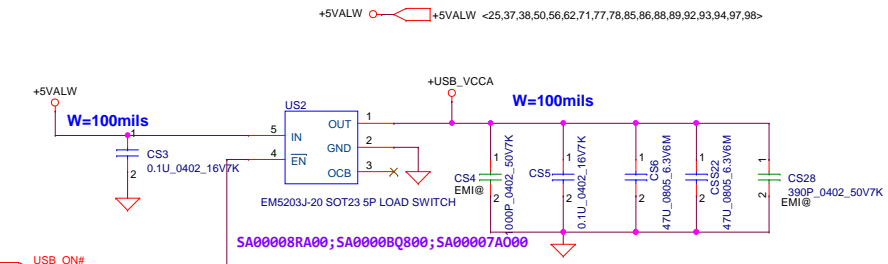 +5VALW
+5VALW <25,37,38,50,56,62,71,77,78,85,86,88,89,92,93,94,97,98>
+5VALW
W=100mils
1
CS3
0.1U_0402_16V7K
2
US2
5
IN
OUT
1
4
EN
GND
2
OCB
3
EM5203J-20 SOT23 5P LOAD SWITCH
SA00008RA00;SA0000BQ800;SA00007AO00
USB_ON#
+USB_VCCA
W=100mils
1
CS4
EMI@
2
1000P_0402_50V7K
1
CS5
2
0.1U_0402_16V7K
1
2
CS6
47U_0805_6.3V6M
1
2
CSS22
47U_0805_6.3V6M
1
2
CS28
390P_0402_50V7K
EMI@